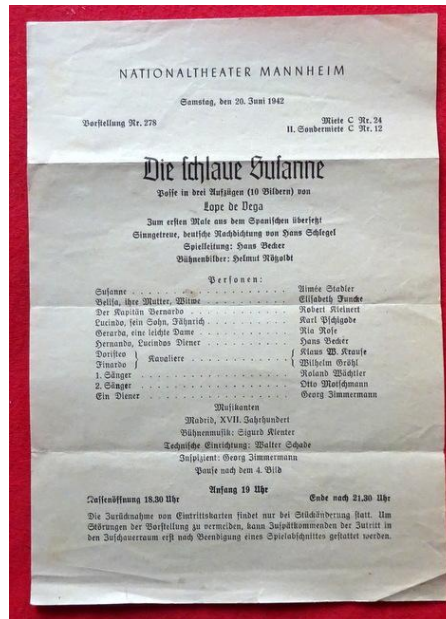 NATIONALTHEATER MANNHEIM
Samstag, den 20. Juni 1942
Vorstellung Nr. 278
Miete C Nr. 24
II. Sondermiete C Nr. 12
Die schlaue Susanne
Posse in drei Aufzügen (10 Bildern) von
Lope de Vega
Zum ersten Male aus dem Spanischen übersetzt
Sinngetreue, deutsche Nachdichtung von Hans Schlegel
Spielleitung: Hans Becker
Bühnenbilder: Helmut Nötzoldt
Personen:
Susanne . . . . . . . . . . Aimée Stadler
Belisa, ihre Mutter, Witwe . . . . . . . . . . Elisabeth Funcke
Der Kapitän Bernardo . . . . . . . . . . Robert Kleinert
Lucindo, sein Sohn, Fähnrich . . . . . . . . . . Karl Pschigode
Gerarda, eine leichte Dame . . . . . . . . . . Ria Rose
Hernando, Lucindos Diener . . . . . . . . . . Hans Becker
Doristeo } Kavaliere . . . . . . . . . . { Klaus W. Krause
Finardo } { Wilhelm Gröhl
1. Sänger . . . . . . . . . . Roland Wächtler
2. Sänger . . . . . . . . . . Otto Motschmann
Ein Diener . . . . . . . . . . Georg Zimmermann
Musikanten
Madrid, XVII. Jahrhundert
Bühnenmusik: Sigurd Klenter
Technische Einrichtung: Walter Schade
Inspizient: Georg Zimmermann
Pause nach dem 4. Bild
Anfang 19 Uhr
Kassenöffnung 18.30 Uhr
Ende nach 21,30 Uhr
Die Zurücknahme von Eintrittskarten findet nur bei Stückänderung statt. Um
Störungen der Vorstellung zu vermeiden, kann Zuspätkommenden der Zutritt in
den Zuschauerraum erst nach Beendigung eines Spielabschnittes gestattet werden.